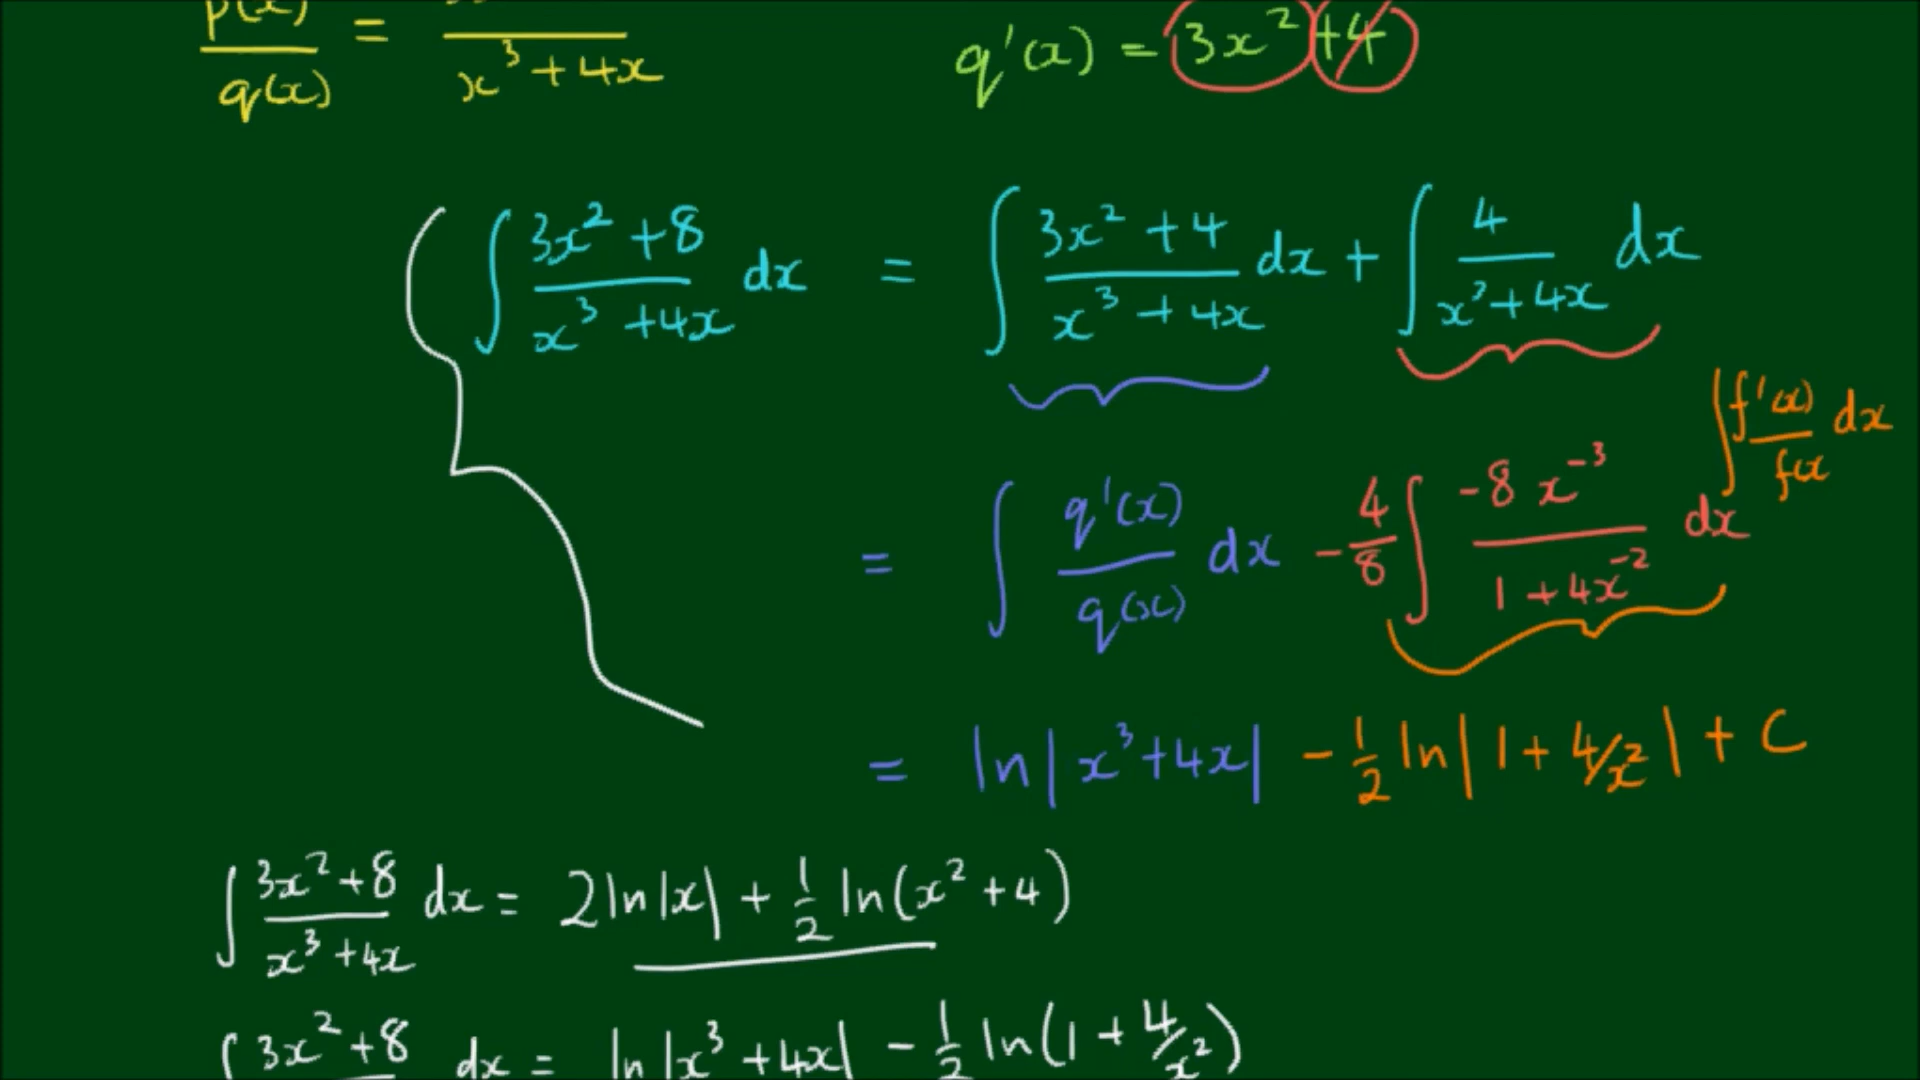 p(x)/q(x) = /x³ + 4x q'(x) = 3x² + 4
∫ (3x² + 8)/(x³ + 4x) dx = ∫ (3x² + 4)/(x³ + 4x) dx + ∫ 4/(x³ + 4x) dx
∫ f'(x)/f(x dx
= ∫ q'(x)/q(x) dx - 4/8 ∫ -8x⁻³/(1 + 4x⁻²) dx
= ln|x³ + 4x| - ½ ln|1 + 4/x²| + C
∫ (3x² + 8)/(x³ + 4x) dx = 2 ln|x| + ½ ln(x² + 4)
∫ 3x² + 8 dx = ln|x³ + 4x| - ½ ln(1 + 4/x²)